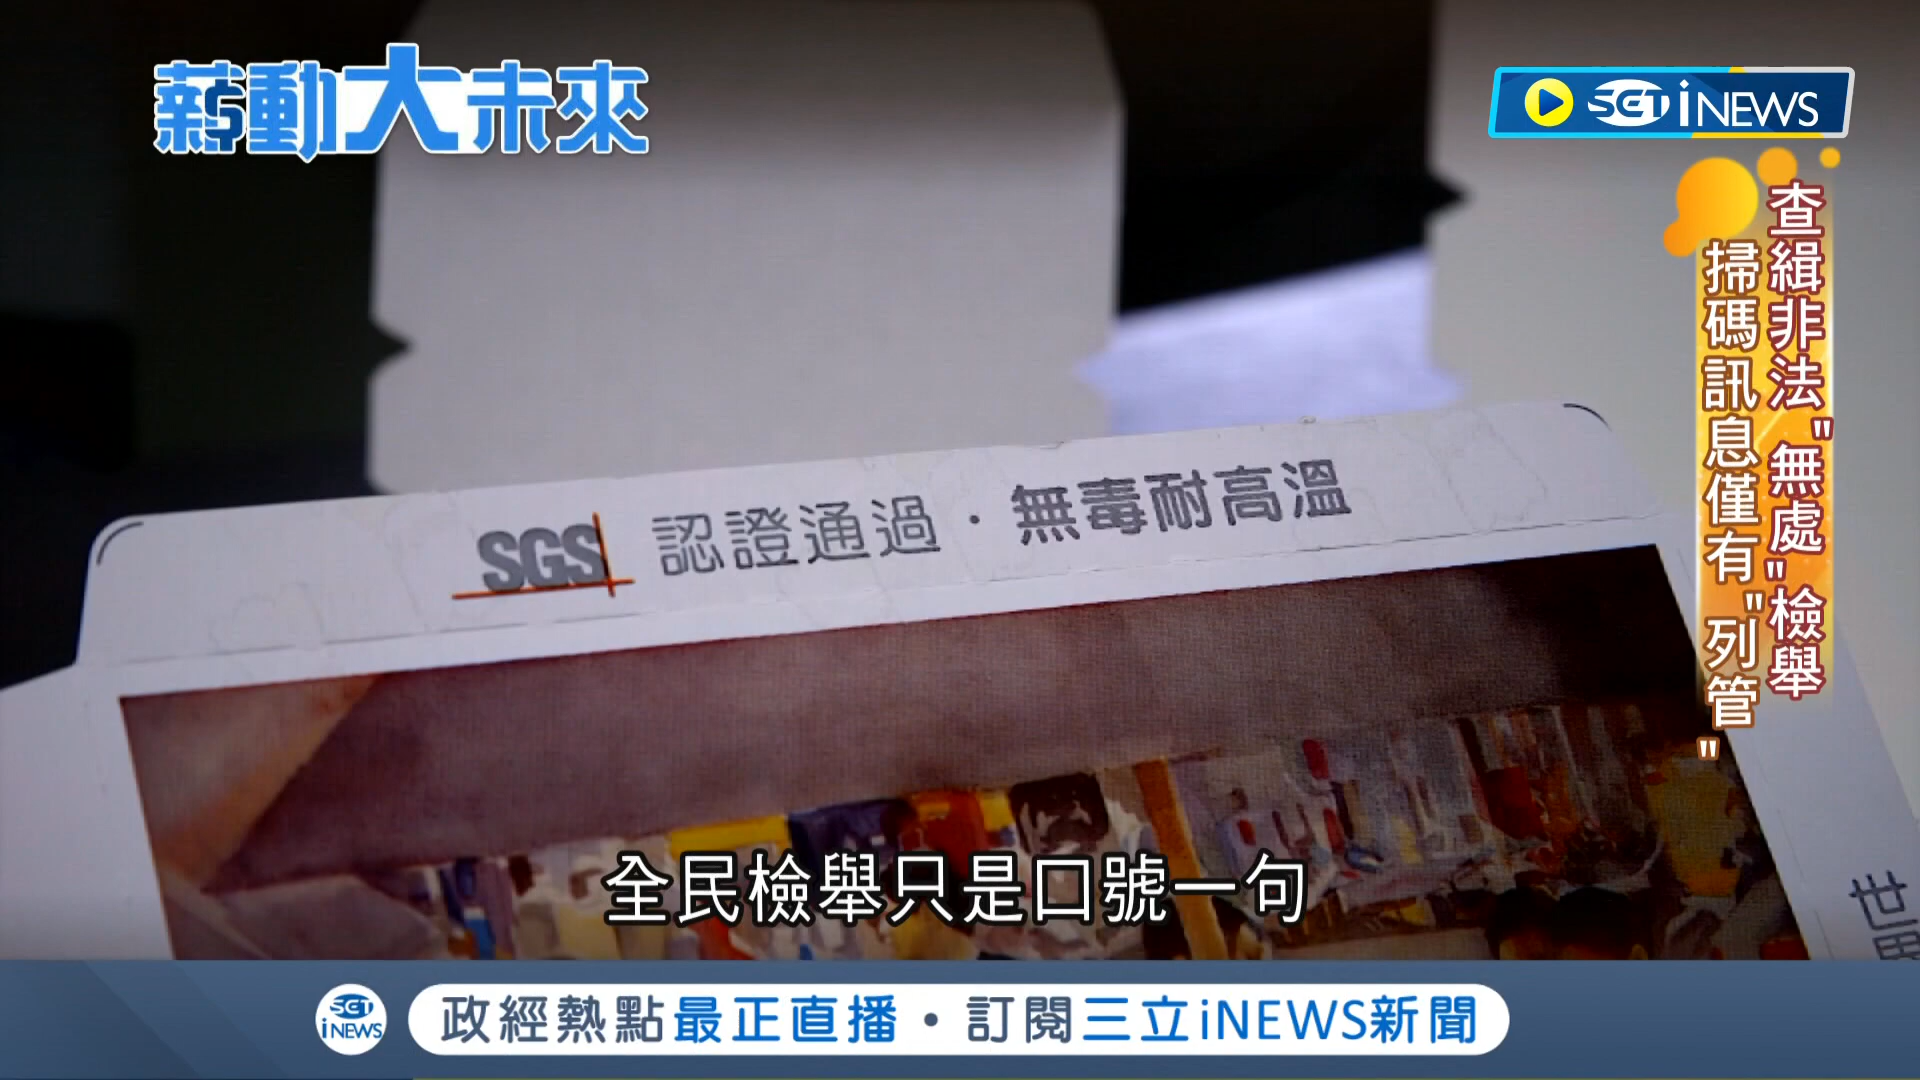 薪動大未來
SET iNEWS
查緝非法"無處"檢舉
掃碼訊息僅有"列管"
SGS 認證通過·無毒耐高溫
世界
全民檢舉只是口號一句
SET iNEWS
政經熱點最正直播·訂閱三立iNEWS新聞